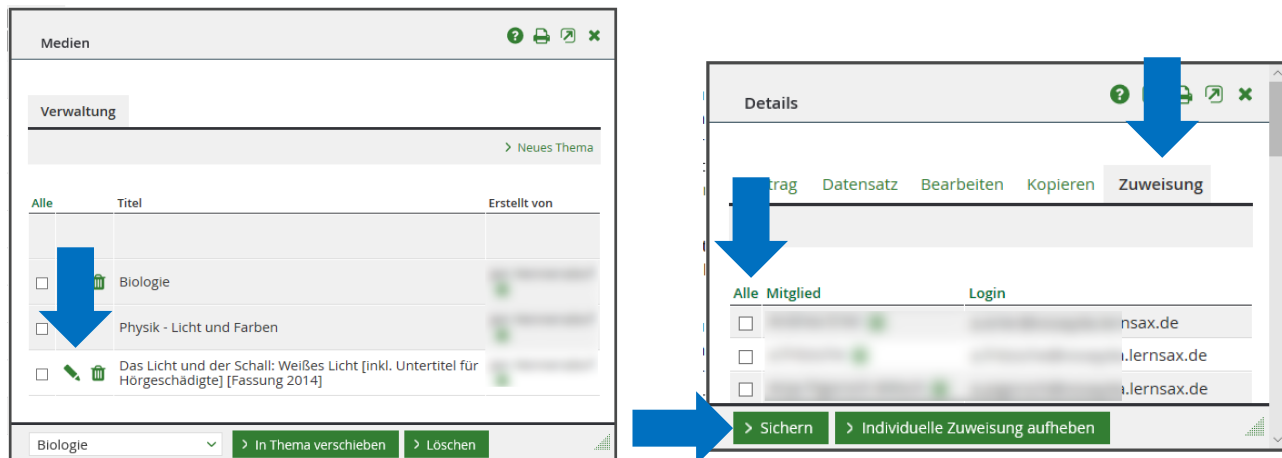 Medien
Verwaltung
> Neues Thema
Alle Titel Erstellt von
Biologie
Physik - Licht und Farben
Das Licht und der Schall: Weißes Licht [inkl. Untertitel für
Hörgeschädigte] [Fassung 2014]
Biologie > In Thema verschieben > Löschen
Details
trag Datensatz Bearbeiten Kopieren Zuweisung
Alle Mitglied Login
nsax.de
.lernsax.de
a.lernsax.de
> Sichern > Individuelle Zuweisung aufheben